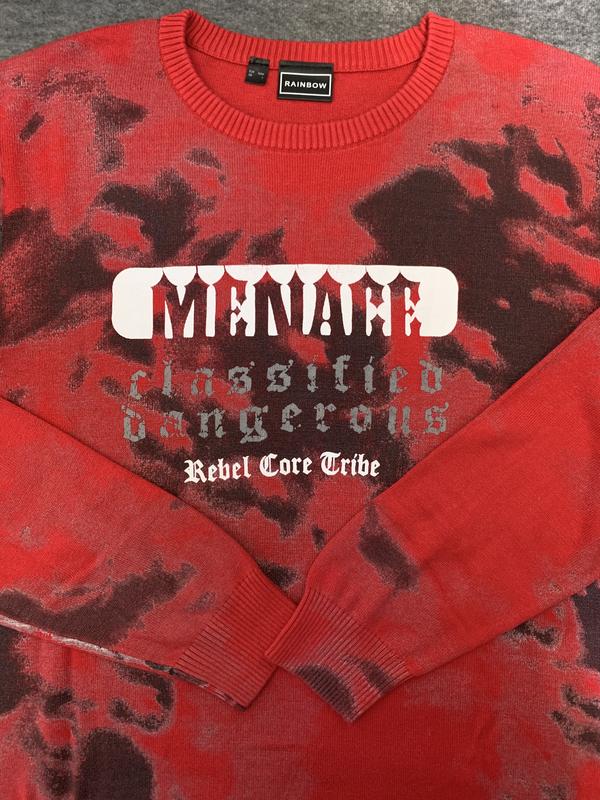 RAINBOW
MENACE
classified
dangerous
Rebel Core Tribe